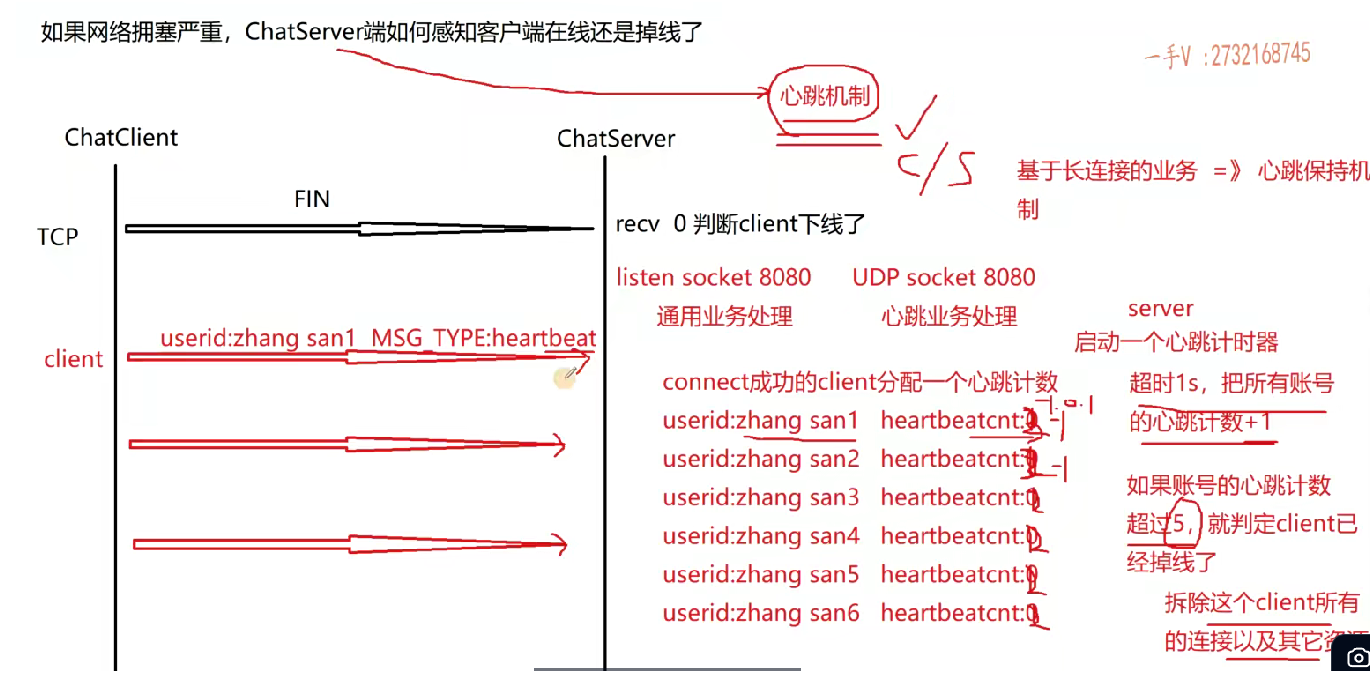 如果网络拥塞严重，ChatServer端如何感知客户端在线还是掉线了
一手V :2732168745
心跳机制
ChatClient
ChatServer
C/S
基于长连接的业务 =》 心跳保持机
制
FIN
TCP
recv 0 判断client下线了
listen socket 8080 UDP socket 8080
通用业务处理 心跳业务处理
server
启动一个心跳计时器
userid:zhang san1 MSG_TYPE:heartbeat
client
connect成功的client分配一个心跳计数
超时1s，把所有账号
的心跳计数+1
userid:zhang san1 heartbeatcnt:
userid:zhang san2 heartbeatcnt:
-1
userid:zhang san3 heartbeatcnt:
userid:zhang san4 heartbeatcnt:
userid:zhang san5 heartbeatcnt:
userid:zhang san6 heartbeatcnt:
如果账号的心跳计数
超过5，就判定client已
经掉线了
拆除这个client所有
的连接以及其它资